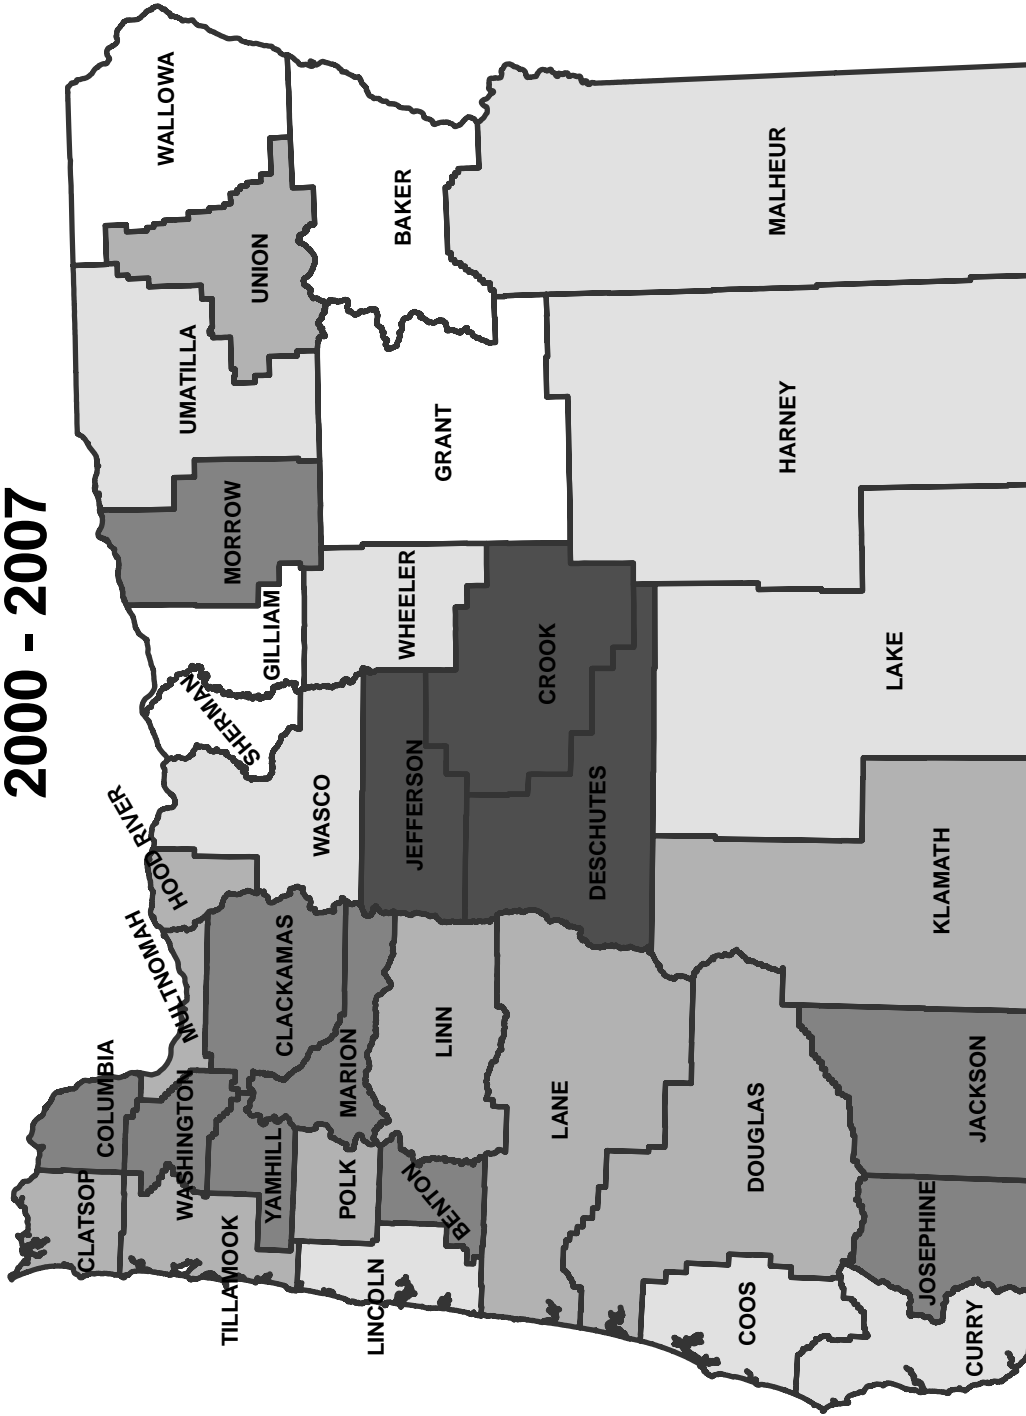 2000 - 2007
CLATSOP
COLUMBIA
TILLAMOOK
WASHINGTON
MULTNOMAH
HOOD RIVER
YAMHILL
CLACKAMAS
WASCO
SHERMAN
GILLIAM
MORROW
UMATILLA
UNION
WALLOWA
LINCOLN
POLK
MARION
BENTON
LINN
JEFFERSON
WHEELER
GRANT
BAKER
LANE
DESCHUTES
CROOK
COOS
DOUGLAS
HARNEY
MALHEUR
LAKE
KLAMATH
CURRY
JOSEPHINE
JACKSON